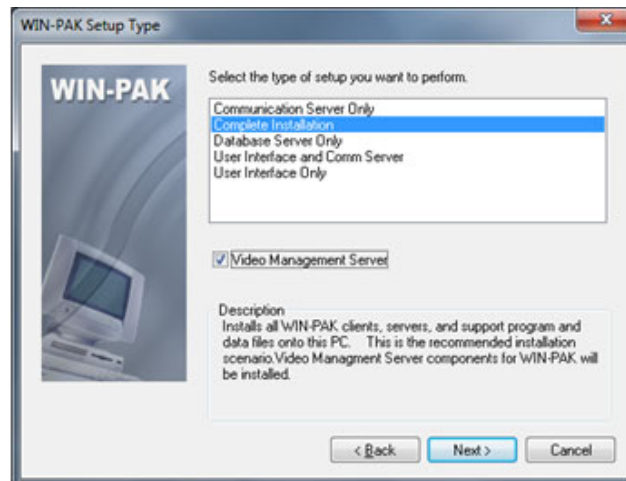 WIN-PAK Setup Type
WIN-PAK
Select the type of setup you want to perform.
Communication Server Only
Complete Installation
Database Server Only
User Interface and Comm Server
User Interface Only
Video Management Server
Description
Installs all WIN-PAK clients, servers, and support program and
data files onto this PC. This is the recommended installation
scenario.Video Managment Server components for WIN-PAK will
be installed.
< Back
Next >
Cancel